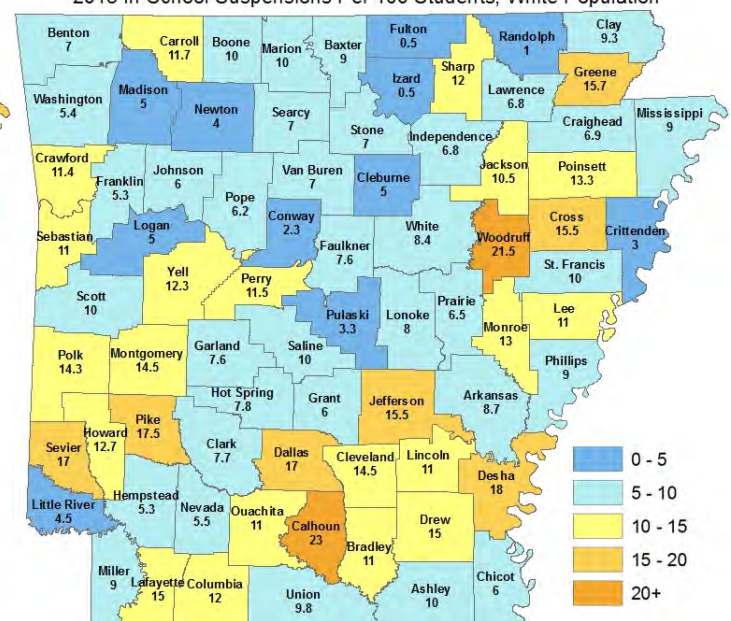 2013 In School Suspensions Per 100 Students, White Population
Benton
7
Carroll
11.7
Boone
10
Marion
10
Baxter
9
Fulton
0.5
Randolph
1
Clay
9.3
Washington
5.4
Madison
5
Newton
4
Searcy
7
Stone
7
Izard
0.5
Sharp
12
Lawrence
6.8
Greene
15.7
Craighead
6.9
Mississippi
9
Independence
6.8
Crawford
11.4
Franklin
5.3
Johnson
6
Pope
6.2
Van Buren
7
Cleburne
5
Jackson
10.5
Poinsett
13.3
Sebastian
11
Logan
5
Conway
2.3
Faulkner
7.6
White
8.4
Woodruff
21.5
Cross
15.5
Crittenden
3
St. Francis
10
Scott
10
Yell
12.3
Perry
11.5
Pulaski
3.3
Lonoke
8
Prairie
6.5
Monroe
13
Lee
11
Phillips
9
Polk
14.3
Montgomery
14.5
Garland
7.6
Saline
10
Hot Spring
7.8
Grant
6
Jefferson
15.5
Arkansas
8.7
Sevier
17
Howard
12.7
Pike
17.5
Clark
7.7
Dallas
17
Cleveland
14.5
Lincoln
11
Desha
18
Little River
4.5
Hempstead
5.3
Nevada
5.5
Ouachita
11
Calhoun
23
Bradley
11
Drew
15
Miller
9
Lafayette
15
Columbia
12
Union
9.8
Ashley
10
Chicot
6
0 - 5
5 - 10
10 - 15
15 - 20
20+